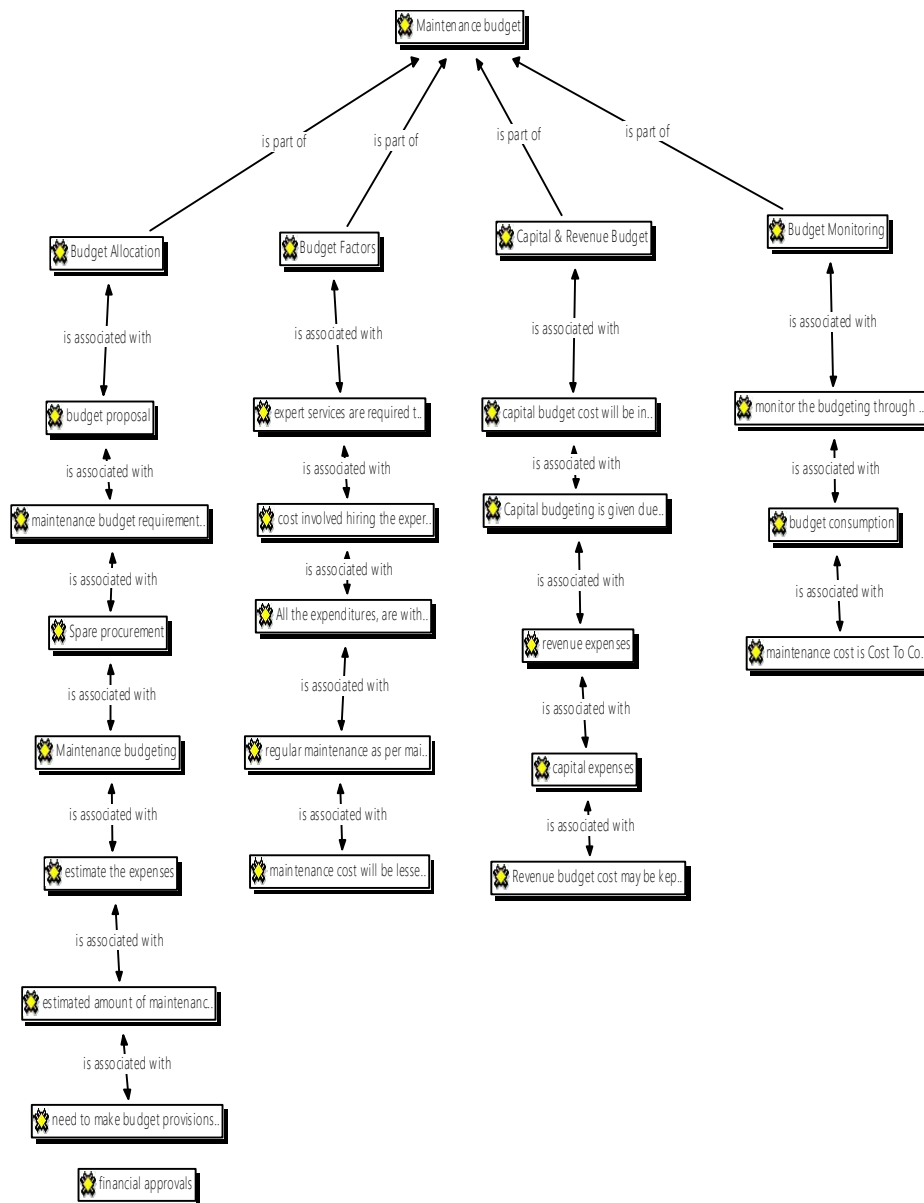 Maintenance budget
is part of
is part of
is part of
is part of
Budget Allocation
Budget Factors
Capital & Revenue Budget
Budget Monitoring
is associated with
is associated with
is associated with
is associated with
budget proposal
expert services are required t..
capital budget cost will be in..
monitor the budgeting through ..
is associated with
is associated with
is associated with
is associated with
maintenance budget requirement..
cost involved hiring the exper..
Capital budgeting is given due..
budget consumption
is associated with
is associated with
is associated with
is associated with
Spare procurement
All the expenditures, are with..
revenue expenses
maintenance cost is Cost To Co..
is associated with
is associated with
is associated with
Maintenance budgeting
regular maintenance as per mai..
capital expenses
is associated with
is associated with
is associated with
estimate the expenses
maintenance cost will be lesse..
Revenue budget cost may be kep..
is associated with
estimated amount of maintenanc..
is associated with
need to make budget provisions..
financial approvals